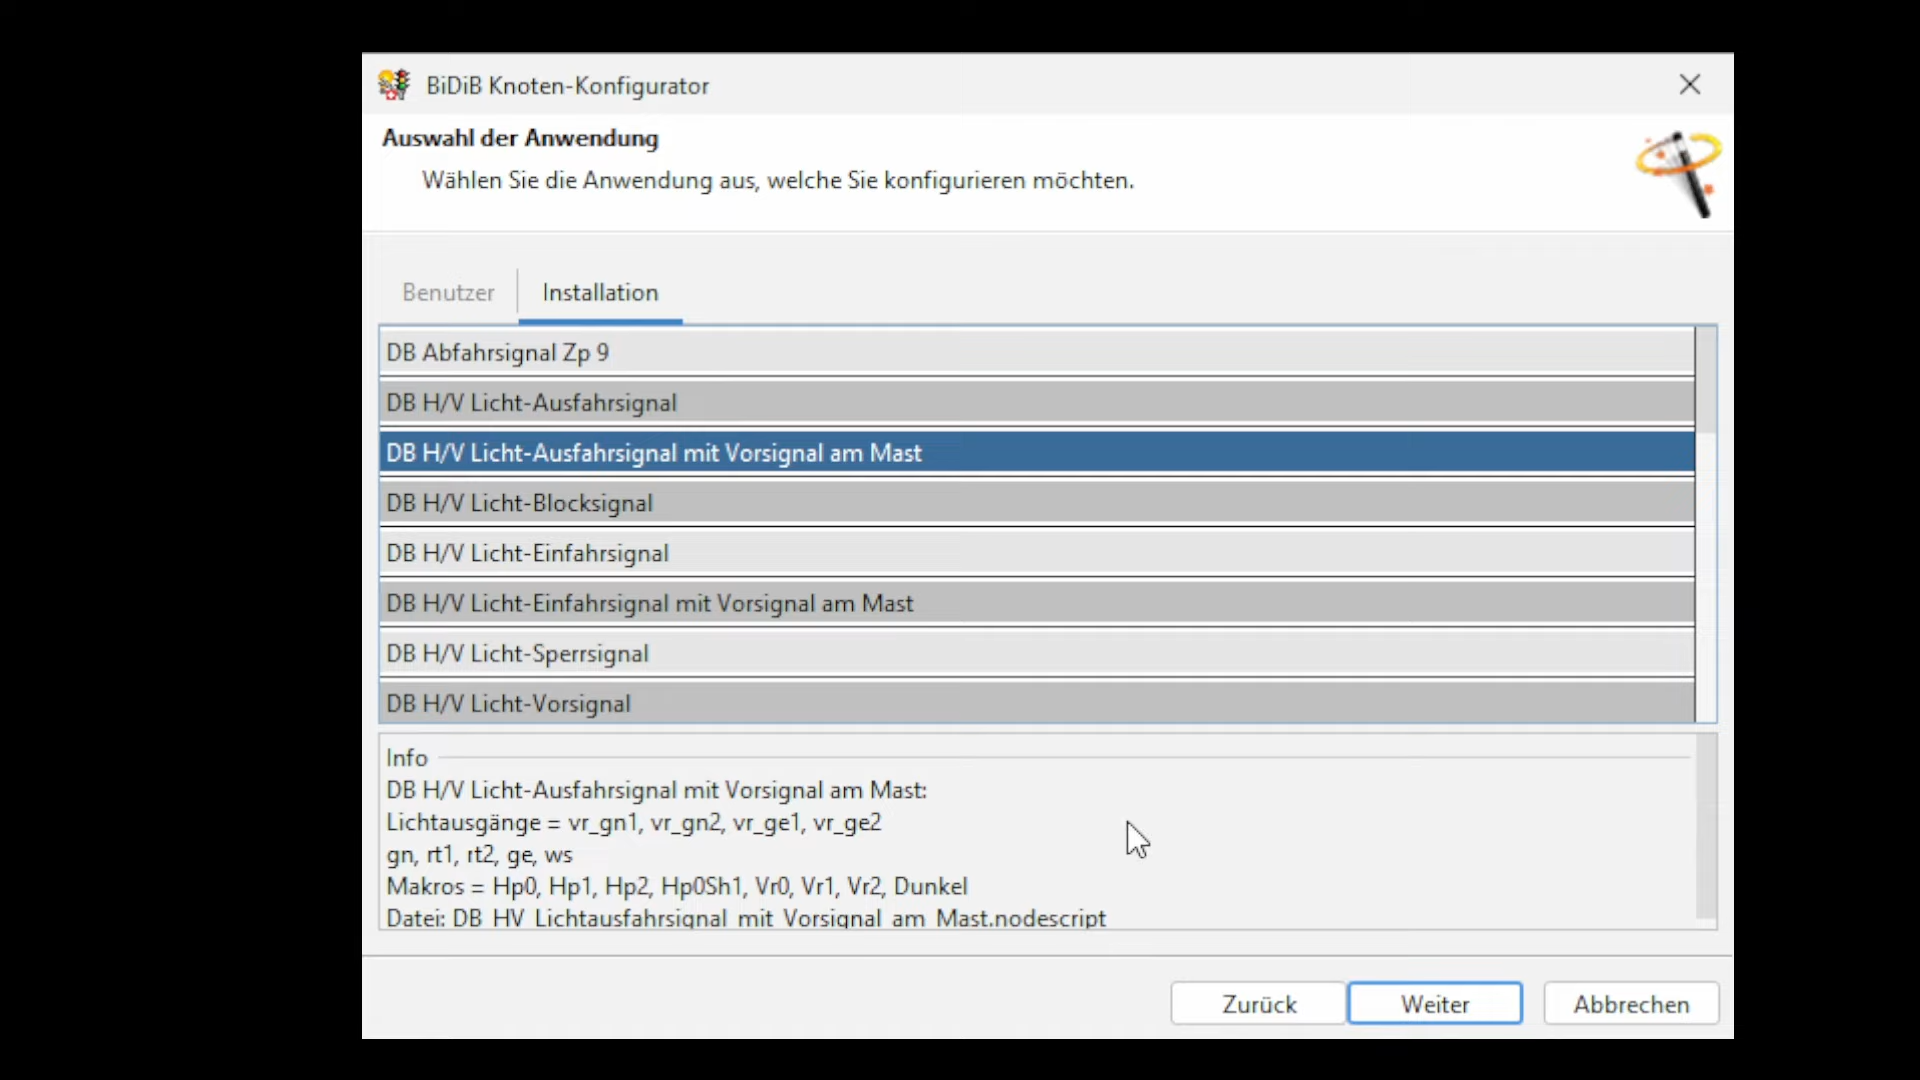 BiDiB Knoten-Konfigurator
Auswahl der Anwendung
Wählen Sie die Anwendung aus, welche Sie konfigurieren möchten.
Benutzer
Installation
DB Abfahrsignal Zp 9
DB H/V Licht-Ausfahrsignal
DB H/V Licht-Ausfahrsignal mit Vorsignal am Mast
DB H/V Licht-Blocksignal
DB H/V Licht-Einfahrsignal
DB H/V Licht-Einfahrsignal mit Vorsignal am Mast
DB H/V Licht-Sperrsignal
DB H/V Licht-Vorsignal
Info
DB H/V Licht-Ausfahrsignal mit Vorsignal am Mast:
Lichtausgänge = vr_gn1, vr_gn2, vr_ge1, vr_ge2
gn, rt1, rt2, ge, ws
Makros = Hp0, Hp1, Hp2, Hp0Sh1, Vr0, Vr1, Vr2, Dunkel
Datei: DB_HV_Lichtausfahrsignal_mit_Vorsignal_am_Mast.nodescript
Zurück
Weiter
Abbrechen